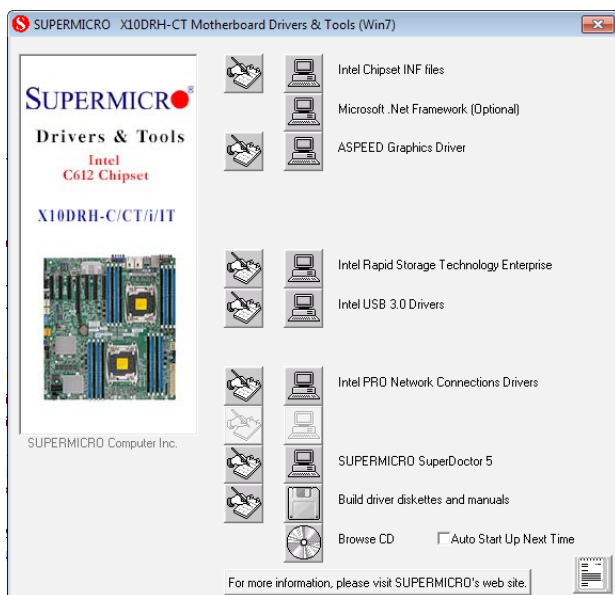 SUPERMICRO X10DRH-CT Motherboard Drivers & Tools (Win7)
SUPERMICRO
Drivers & Tools
Intel
C612 Chipset
X10DRH-C/CT/i/IT
SUPERMICRO Computer Inc.
Intel Chipset INF files
Microsoft .Net Framework (Optional)
ASPEED Graphics Driver
Intel Rapid Storage Technology Enterprise
Intel USB 3.0 Drivers
Intel PRO Network Connections Drivers
SUPERMICRO SuperDoctor 5
Build driver diskettes and manuals
Browse CD
Auto Start Up Next Time
For more information, please visit SUPERMICRO's web site.